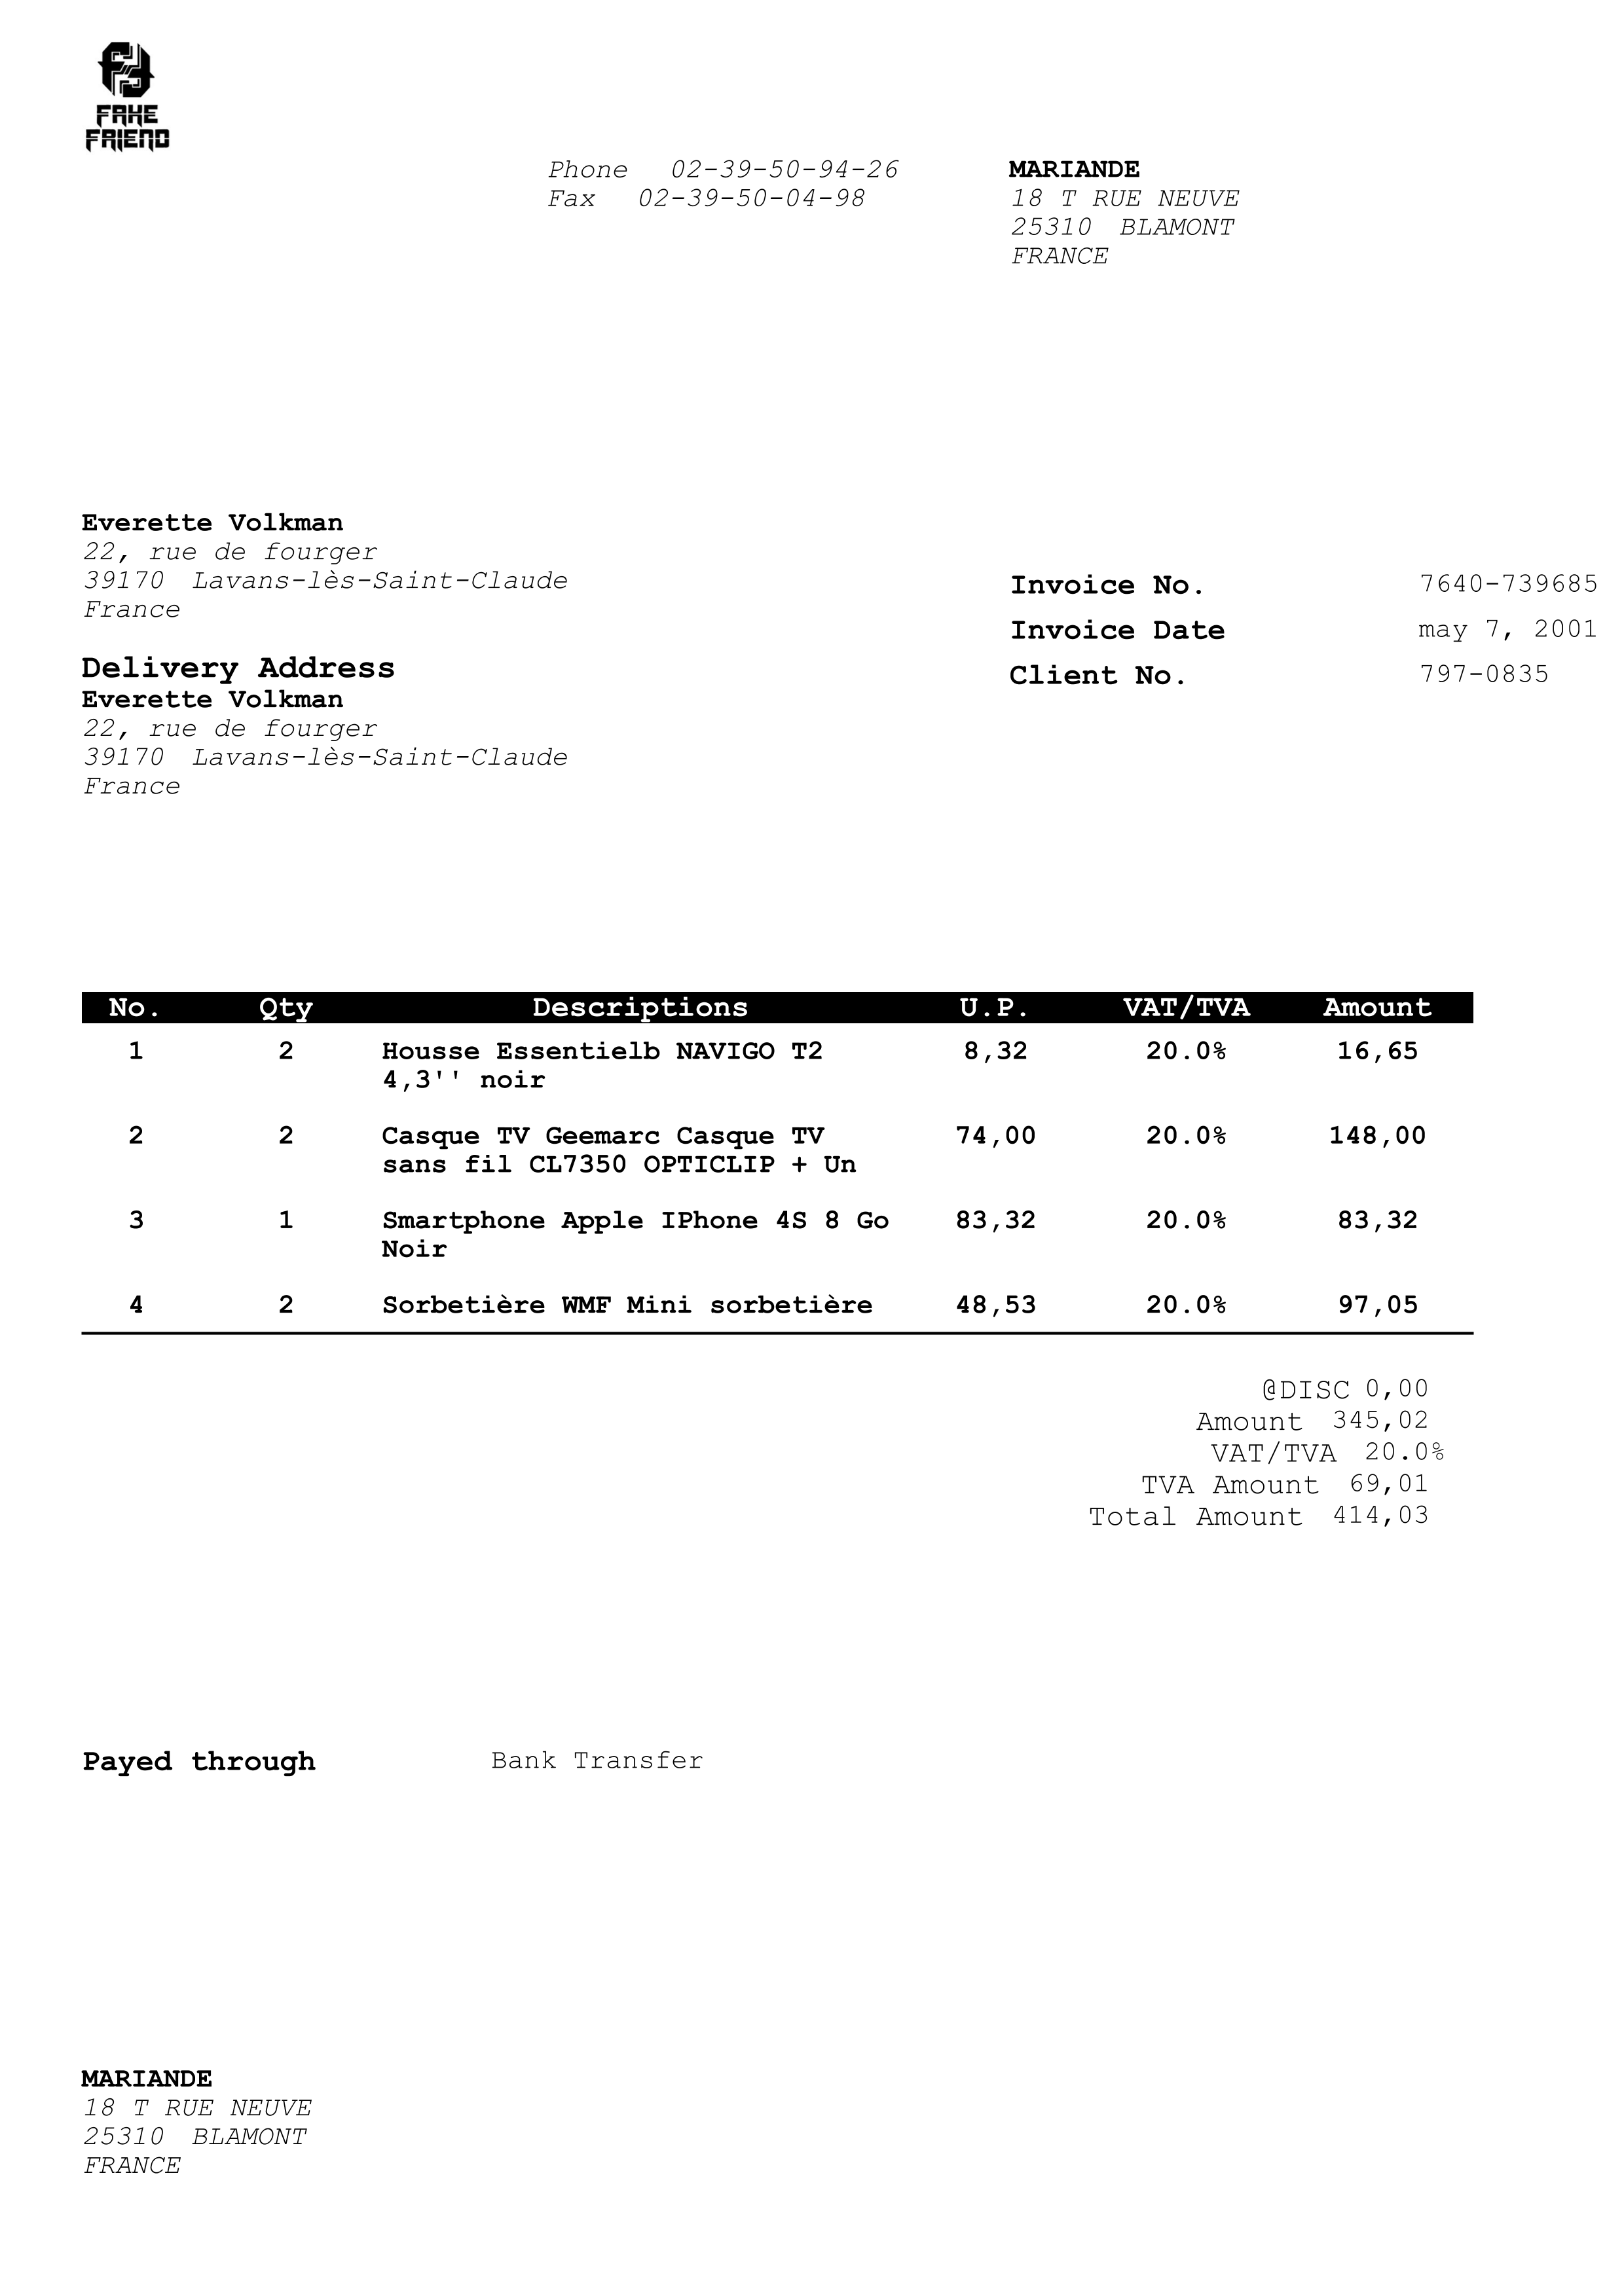 FAKE
FRIEND
Phone 02-39-50-94-26
Fax 02-39-50-04-98
MARIANDE
18 T RUE NEUVE
25310 BLAMONT
FRANCE
Everette Volkman
22, rue de fourger
39170 Lavans-lès-Saint-Claude
France
Invoice No. 7640-739685
Invoice Date may 7, 2001
Client No. 797-0835
Delivery Address
Everette Volkman
22, rue de fourger
39170 Lavans-lès-Saint-Claude
France
No. Qty Descriptions U.P. VAT/TVA Amount
1 2 Housse Essentielb NAVIGO T2 8,32 20.0% 16,65
4,3'' noir
2 2 Casque TV Geemarc Casque TV 74,00 20.0% 148,00
sans fil CL7350 OPTICLIP + Un
3 1 Smartphone Apple IPhone 4S 8 Go 83,32 20.0% 83,32
Noir
4 2 Sorbetière WMF Mini sorbetière 48,53 20.0% 97,05
@DISC 0,00
Amount 345,02
VAT/TVA 20.0%
TVA Amount 69,01
Total Amount 414,03
Payed through Bank Transfer
MARIANDE
18 T RUE NEUVE
25310 BLAMONT
FRANCE